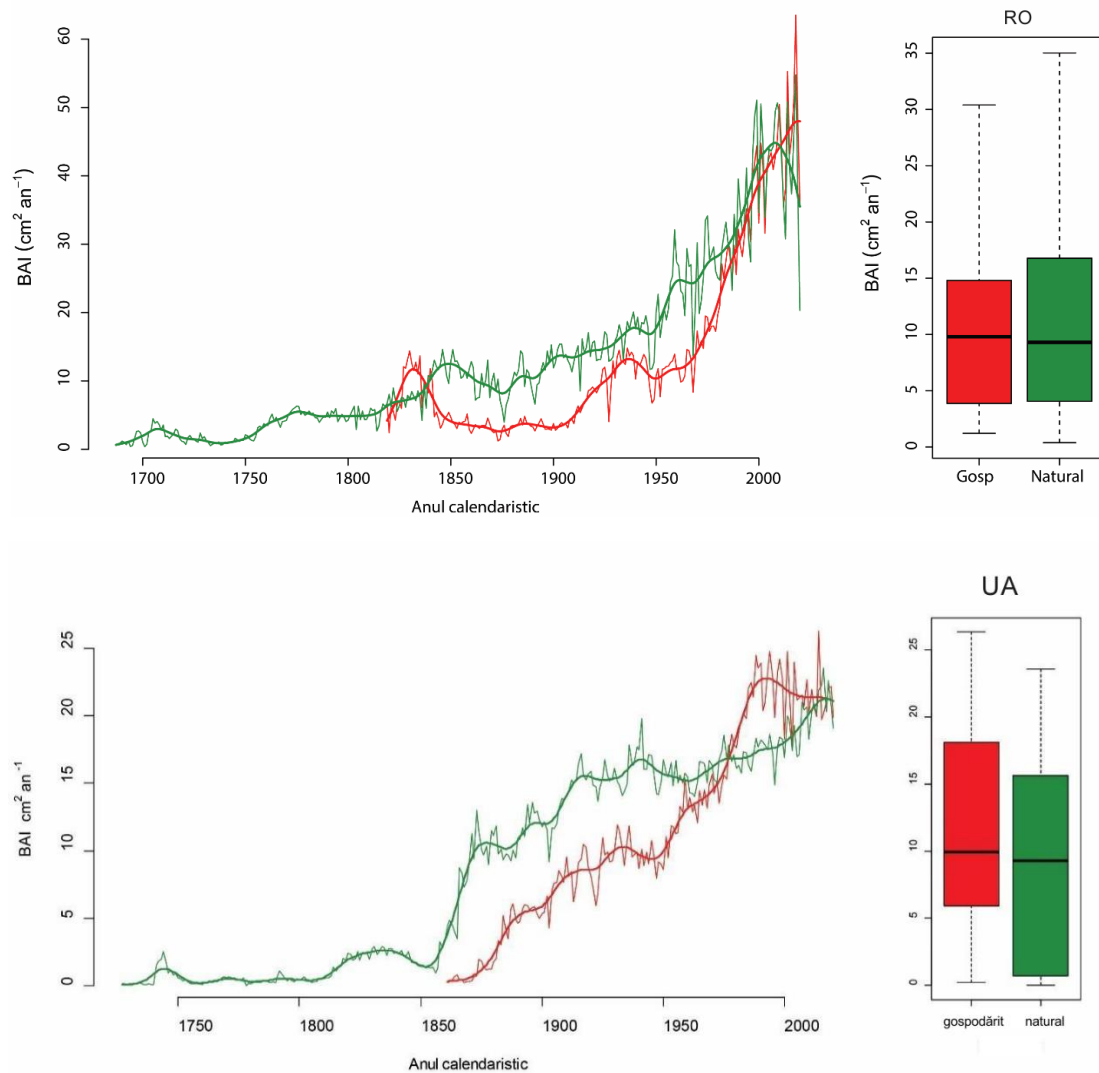 RO
BAI (cm² an⁻¹)
0 10 20 30 40 50 60
1700 1750 1800 1850 1900 1950 2000
Anul calendaristic
BAI (cm² an⁻¹)
0 5 10 15 20 25 30 35
Gosp Natural
UA
BAI cm² an⁻¹
0 5 10 15 20 25
1750 1800 1850 1900 1950 2000
Anul calendaristic
0 5 10 15 20 25
gospodărit natural